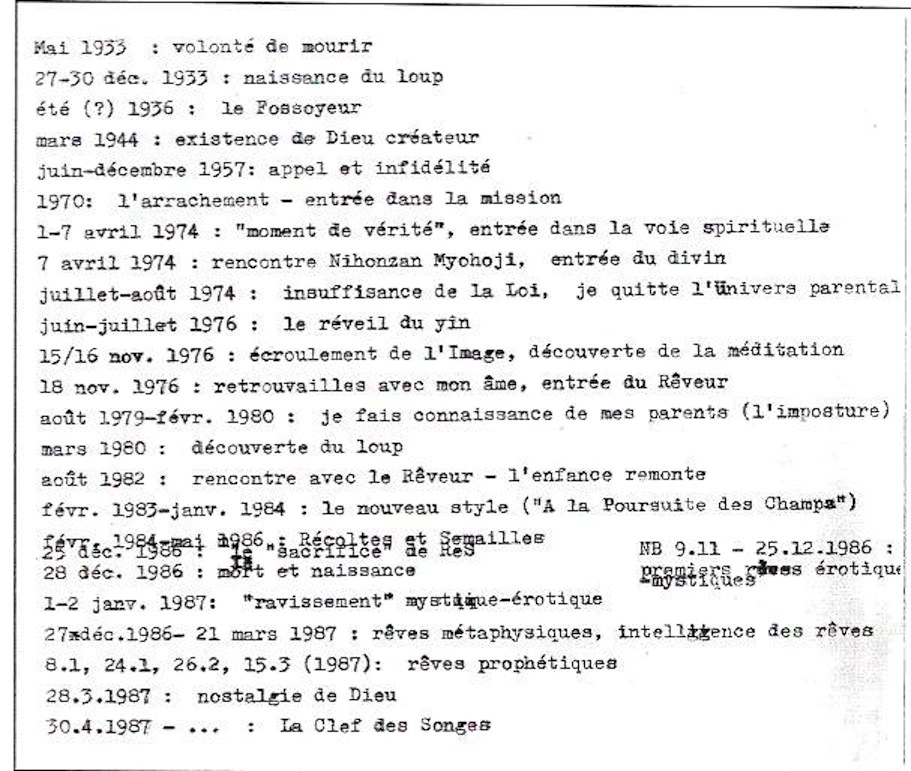 Mai 1933 : volonté de mourir
27-30 déc. 1933 : naissance du loup
été (?) 1936 : le Fossoyeur
mars 1944 : existence de Dieu créateur
juin-décembre 1957: appel et infidélité
1970: l'arrachement - entrée dans la mission
1-7 avril 1974 : "moment de vérité", entrée dans la voie spirituelle
7 avril 1974 : rencontre Nihonzan Myohoji, entrée du divin
juillet-août 1974 : insuffisance de la Loi, je quitte l'Univers parental
juin-juillet 1976 : le réveil du yin
15/16 nov. 1976 : écroulement de l'Image, découverte de la méditation
18 nov. 1976 : retrouvailles avec mon âme, entrée du Rêveur
août 1979-févr. 1980 : je fais connaissance de mes parents (l'imposture)
mars 1980 : découverte du loup
août 1982 : rencontre avec le Rêveur - l'enfance remonte
févr. 1983-janv. 1984 : le nouveau style ("A la Poursuite des Champs")
févr. 1984-mai 1986 : Récoltes et Semailles
25 déc. 1986 : le "sacrifice" de ReS
NB 9.11 - 25.12.1986 :
premiers rêves érotique
-mystiques
28 déc. 1986 : mort et naissance
1-2 janv. 1987: "ravissement" mystique-érotique
27 déc.1986- 21 mars 1987 : rêves métaphysiques, intelligence des rêves
8.1, 24.1, 26.2, 15.3 (1987): rêves prophétiques
28.3.1987 : nostalgie de Dieu
30.4.1987 - ... : La Clef des Songes